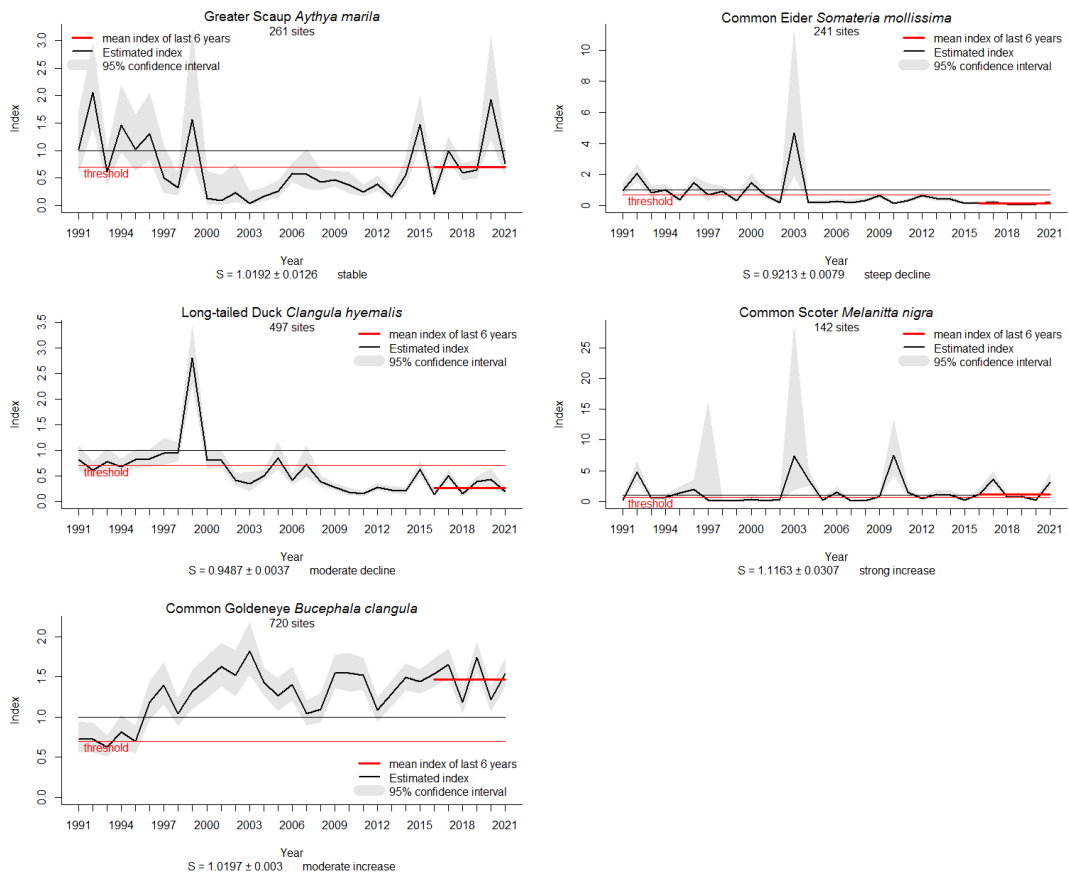 Greater Scaup Aythya marila
261 sites
mean index of last 6 years
Estimated index
95% confidence interval
3.0
2.5
2.0
1.5
1.0
0.5
0.0
Index
threshold
1991 1994 1997 2000 2003 2006 2009 2012 2015 2018 2021
Year
S = 1.0192 ± 0.0126 stable
Common Eider Somateria mollissima
241 sites
mean index of last 6 years
Estimated index
95% confidence interval
10
8
6
4
2
0
Index
threshold
1991 1994 1997 2000 2003 2006 2009 2012 2015 2018 2021
Year
S = 0.9213 ± 0.0079 steep decline
Long-tailed Duck Clangula hyemalis
497 sites
mean index of last 6 years
Estimated index
95% confidence interval
3.5
3.0
2.5
2.0
1.5
1.0
0.5
0.0
Index
threshold
1991 1994 1997 2000 2003 2006 2009 2012 2015 2018 2021
Year
S = 0.9487 ± 0.0037 moderate decline
Common Scoter Melanitta nigra
142 sites
mean index of last 6 years
Estimated index
95% confidence interval
25
20
15
10
5
0
Index
threshold
1991 1994 1997 2000 2003 2006 2009 2012 2015 2018 2021
Year
S = 1.1163 ± 0.0307 strong increase
Common Goldeneye Bucephala clangula
720 sites
2.0
1.5
1.0
0.5
0.0
Index
threshold
mean index of last 6 years
Estimated index
95% confidence interval
1991 1994 1997 2000 2003 2006 2009 2012 2015 2018 2021
Year
S = 1.0197 ± 0.003 moderate increase